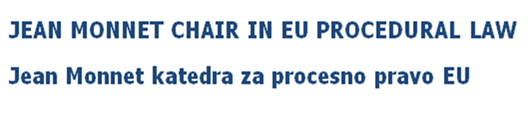 JEAN MONNET CHAIR IN EU PROCEDURAL LAW
Jean Monnet katedra za procesno pravo EU